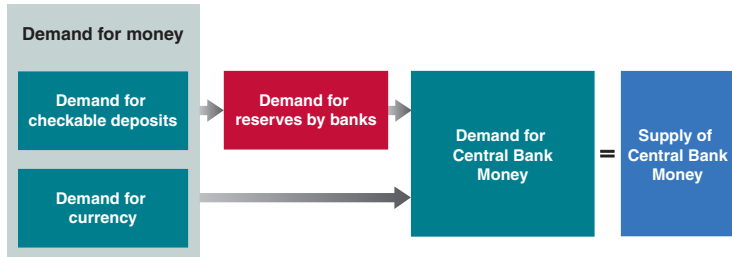 Demand for money
Demand for
checkable deposits
Demand for
reserves by banks
Demand for
currency
Demand for
Central Bank
Money
=
Supply of
Central Bank
Money